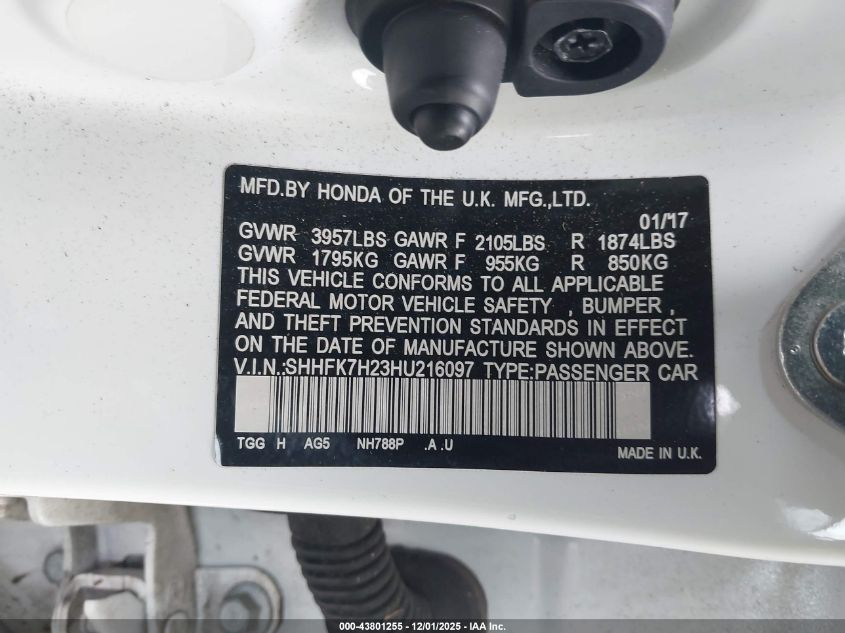 MFD.BY HONDA OF THE U.K. MFG.,LTD.
01/17
GVWR 3957LBS GAWR F 2105LBS R 1874LBS
GVWR 1795KG GAWR F 955KG R 850KG
THIS VEHICLE CONFORMS TO ALL APPLICABLE
FEDERAL MOTOR VEHICLE SAFETY , BUMPER ,
AND THEFT PREVENTION STANDARDS IN EFFECT
ON THE DATE OF MANUFACTURE SHOWN ABOVE.
V.I.N.:SHHFK7H23HU216097 TYPE:PASSENGER CAR
TGG H AG5 NH788P .A .U
MADE IN U.K.
000-43801255 - 12/01/2025 - IAA Inc.